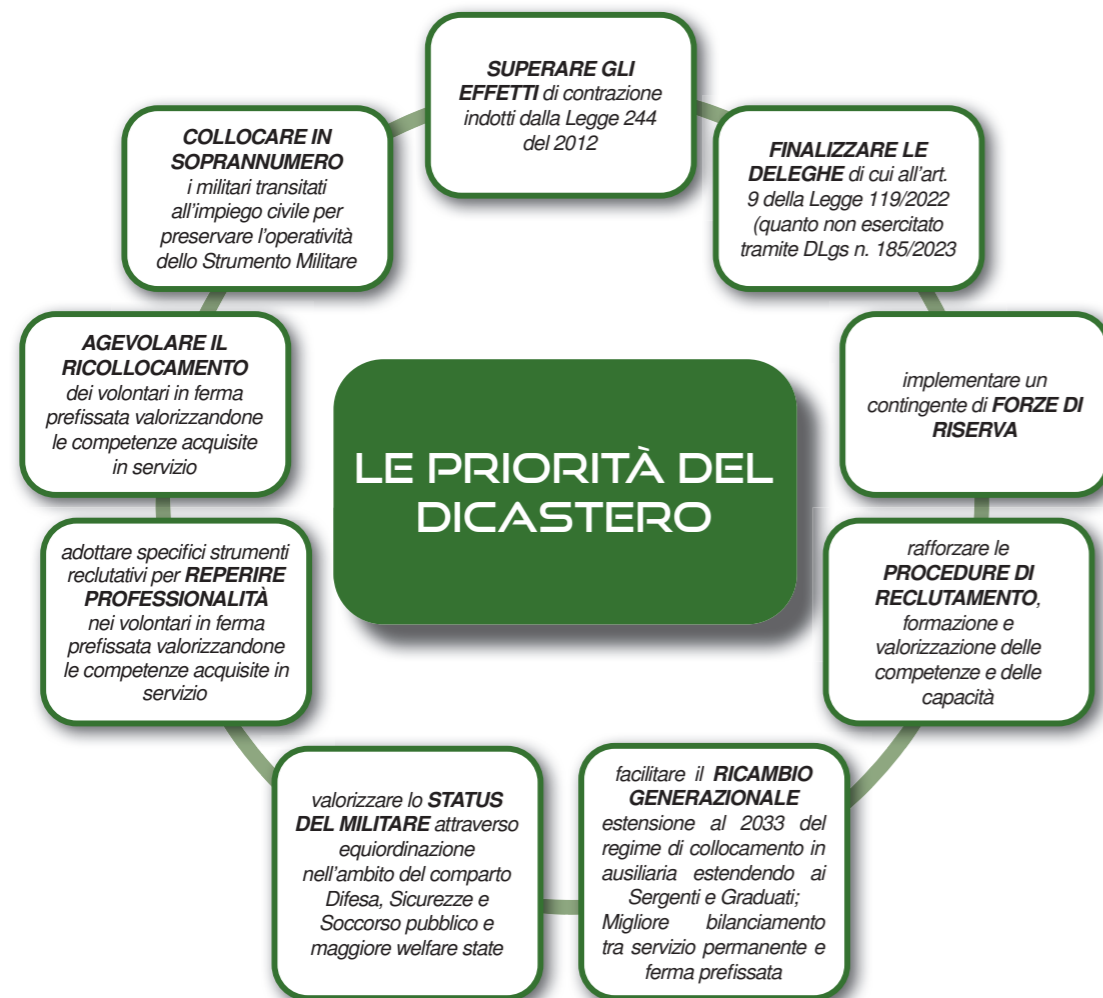 SUPERARE GLI
EFFETTI di contrazione
indotti dalla Legge 244
del 2012
FINALIZZARE LE
DELEGHE di cui all'art.
9 della Legge 119/2022
(quanto non esercitato
tramite DLgs n. 185/2023
implementare un
contingente di FORZE DI
RISERVA
rafforzare le
PROCEDURE DI
RECLUTAMENTO,
formazione e
valorizzazione delle
competenze e delle
capacità
facilitare il RICAMBIO
GENERAZIONALE
estensione al 2033 del
regime di collocamento in
ausiliaria estendendo ai
Sergenti e Graduati;
Migliore bilanciamento
tra servizio permanente e
ferma prefissata
valorizzare lo STATUS
DEL MILITARE attraverso
equiordinazione
nell'ambito del comparto
Difesa, Sicurezze e
Soccorso pubblico e
maggiore welfare state
adottare specifici strumenti
reclutativi per REPERIRE
PROFESSIONALITÀ
nei volontari in ferma
prefissata valorizzandone
le competenze acquisite in
servizio
AGEVOLARE IL
RICOLLOCAMENTO
dei volontari in ferma
prefissata valorizzandone
le competenze acquisite
in servizio
COLLOCARE IN
SOPRANNUMERO
i militari transitati
all'impiego civile per
preservare l'operatività
dello Strumento Militare
LE PRIORITÀ DEL
DICASTERO